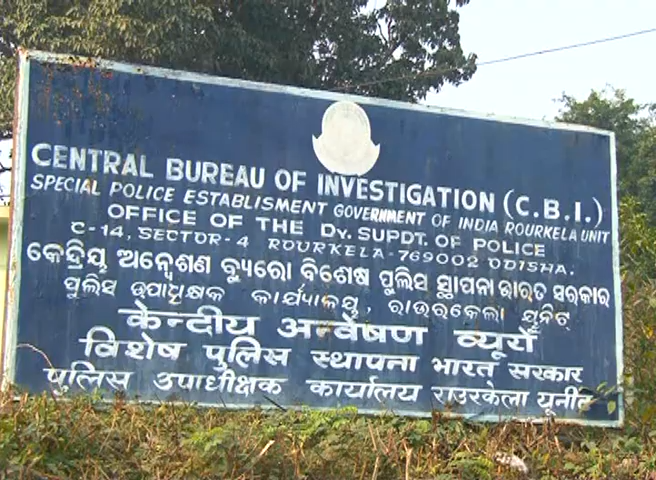 CENTRAL BUREAU OF INVESTIGATION (C.B.I.)
SPECIAL POLICE ESTABLISMENT GOVERNMENT OF INDIA ROURKELA UNIT
OFFICE OF THE DY. SUPDT. OF POLICE
C-14, SECTOR-4 ROURKELA-769002 ODISHA.
କେନ୍ଦ୍ରିୟ ଅନ୍ୱେଷଣ ବ୍ୟୁରୋ ବିଶେଷ ପୁଲିସ ସ୍ଥାପନା ଭାରତ ସରକାର
ପୁଲିସ ଉପାଧିକ୍ଷକ କାର୍ଯ୍ୟାଳୟ, ରାଉରକେଲା ୟୁନିଟ୍
केन्दीय अन्वेषण ब्यूरो
विशेष पुलिस स्थापना भारत सरकार
पुलिस उपाधीक्षक कार्यालय राउरकेला यूनीट